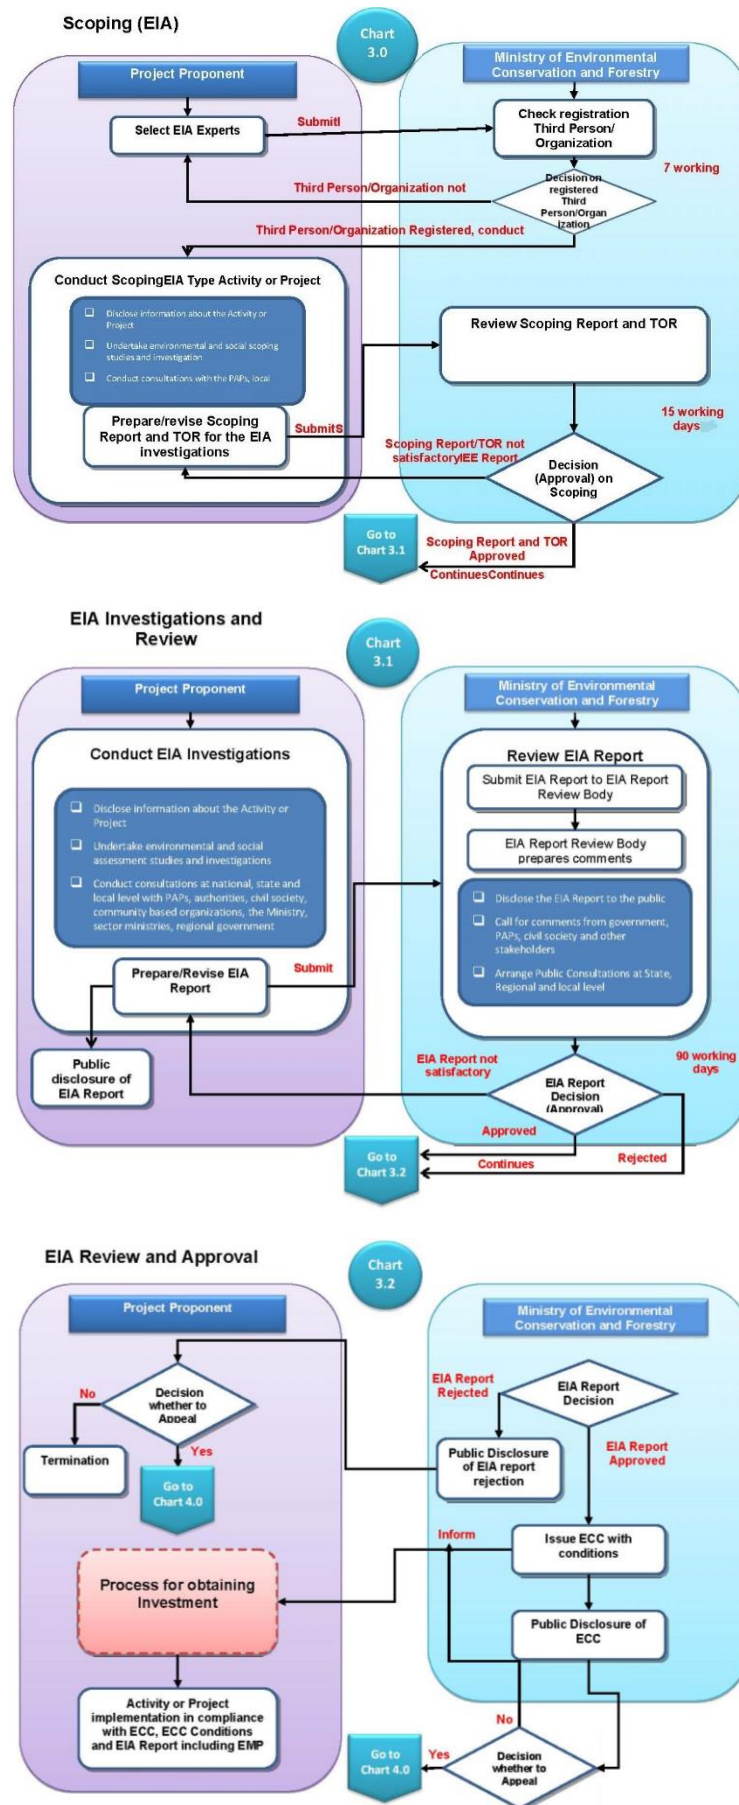 Scoping (EIA)
Chart
3.0
Project Proponent
Ministry of Environmental
Conservation and Forestry
Select EIA Experts
SubmitI
Check registration
Third Person/
Organization
7 working
Decision on
registered
Third
Person/Organ
ization
Third Person/Organization not
Third Person/Organization Registered, conduct
Conduct ScopingEIA Type Activity or Project
Disclose information about the Activity or
Project
Undertake environmental and social scoping
studies and investigation
Conduct consultations with the PAPs, local
Prepare/revise Scoping
Report and TOR for the EIA
investigations
SubmitS
Review Scoping Report and TOR
15 working
days
Scoping Report/TOR not
satisfactoryIEE Report
Decision
(Approval) on
Scoping
Go to
Chart 3.1
Scoping Report and TOR
Approved
ContinuesContinues
EIA Investigations and
Review
Chart
3.1
Project Proponent
Ministry of Environmental
Conservation and Forestry
Conduct EIA Investigations
Disclose information about the Activity or
Project
Undertake environmental and social
assessment studies and investigations
Conduct consultations at national, state and
local level with PAPs, authorities, civil society,
community based organizations, the Ministry,
sector ministries, regional government
Prepare/Revise EIA
Report
Submit
Public
disclosure of
EIA Report
Review EIA Report
Submit EIA Report to EIA Report
Review Body
EIA Report Review Body
prepares comments
Disclose the EIA Report to the public
Call for comments from government,
PAPs, civil society and other
stakeholders
Arrange Public Consultations at State,
Regional and local level
EIA Report not
satisfactory
90 working
days
EIA Report
Decision
(Approval)
Approved
Go to
Chart 3.2
Continues
Rejected
EIA Review and Approval
Chart
3.2
Project Proponent
Ministry of Environmental
Conservation and Forestry
No
Decision
whether to
Appeal
Yes
Termination
Go to
Chart 4.0
EIA Report
Rejected
EIA Report
Decision
EIA Report
Approved
Public Disclosure
of EIA report
rejection
Inform
Issue ECC with
conditions
Process for obtaining
Investment
Public Disclosure of
ECC
Activity or Project
implementation in compliance
with ECC, ECC Conditions
and EIA Report including EMP
No
Go to
Chart 4.0
Yes
Decision
whether to
Appeal